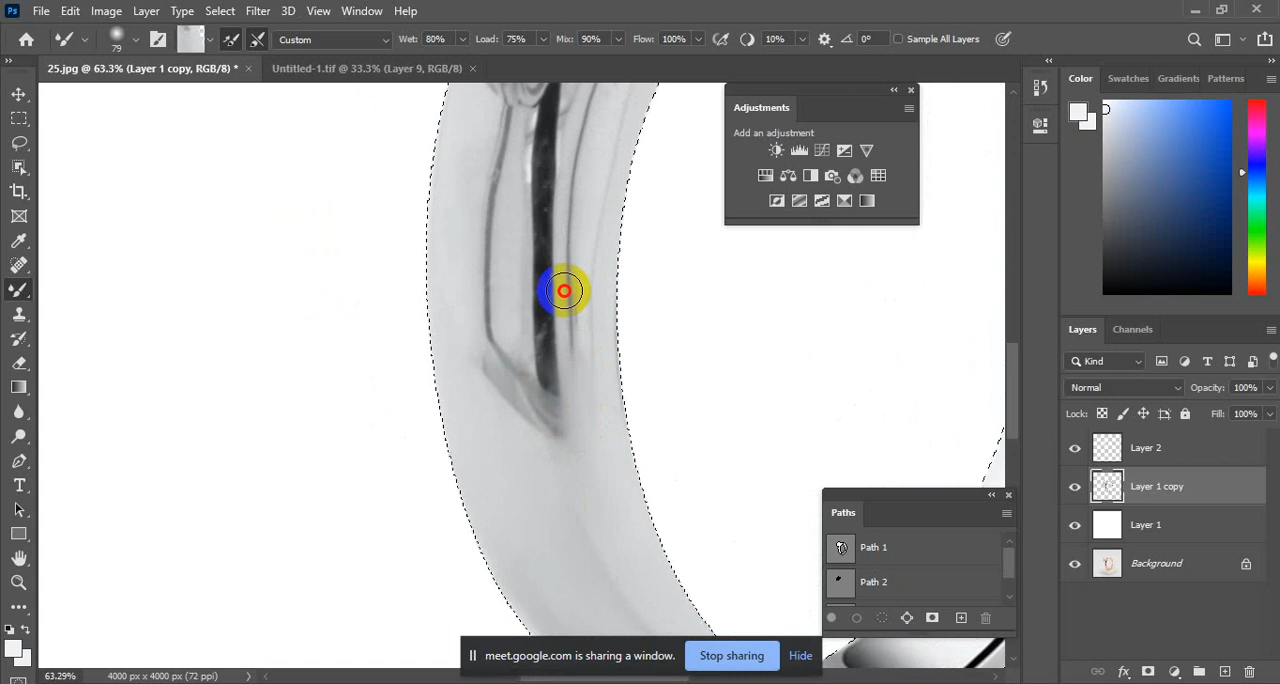 Ps File Edit Image Layer Type Select Filter 3D View Window Help
79 Custom Wet: 80% Load: 75% Mix: 90% Flow: 100% 10% 0° Sample All Layers
25.jpg @ 63.3% (Layer 1 copy, RGB/8) * × Untitled-1.tif @ 33.3% (Layer 9, RGB/8) ×
Color Swatches Gradients Patterns
Adjustments
Add an adjustment
Layers Channels
Kind
Normal Opacity: 100%
Lock: Fill: 100%
Layer 2
Layer 1 copy
Layer 1
Background
Paths
Path 1
Path 2
meet.google.com is sharing a window. Stop sharing Hide
63.29% 4000 px x 4000 px (72 ppi)